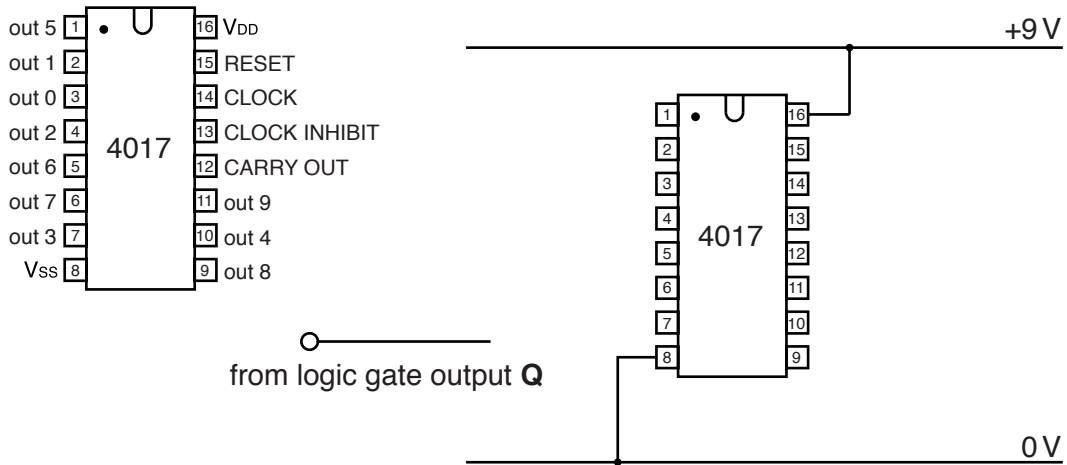 out 5 1 16 VDD
out 1 2 15 RESET
out 0 3 14 CLOCK
out 2 4 13 CLOCK INHIBIT
out 6 5 12 CARRY OUT
out 7 6 11 out 9
out 3 7 10 out 4
VSS 8 9 out 8
4017
from logic gate output Q
+9 V
1 16
2 15
3 14
4 13
5 12
6 11
7 10
8 9
4017
0 V